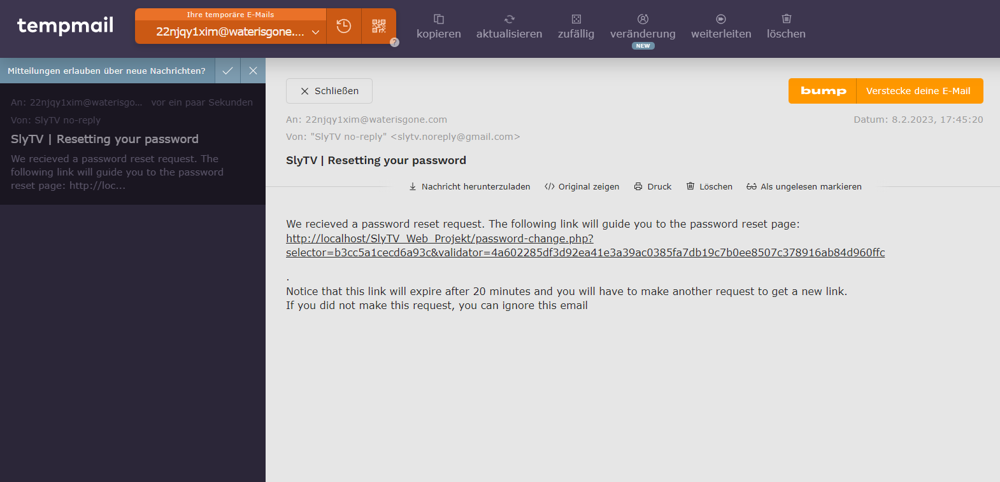 tempmail
Ihre temporäre E-Mails
22njqy1xim@waterisgone....
?
kopieren
aktualisieren
zufällig
veränderung
NEW
weiterleiten
löschen
Mitteilungen erlauben über neue Nachrichten?
An: 22njqy1xim@waterisgo... vor ein paar Sekunden
Von: SlyTV no-reply
SlyTV | Resetting your password
We recieved a password reset request. The
following link will guide you to the password
reset page: http://loc...
Schließen
bump Verstecke deine E-Mail
An: 22njqy1xim@waterisgone.com
Datum: 8.2.2023, 17:45:20
Von: "SlyTV no-reply" <slytv.noreply@gmail.com>
SlyTV | Resetting your password
Nachricht herunterzuladen </> Original zeigen Druck Löschen Als ungelesen markieren
We recieved a password reset request. The following link will guide you to the password reset page:
http://localhost/SlyTV_Web_Projekt/password-change.php?
selector=b3cc5a1cecd6a93c&validator=4a602285df3d92ea41e3a39ac0385fa7db19c7b0ee8507c378916ab84d960ffc
.
Notice that this link will expire after 20 minutes and you will have to make another request to get a new link.
If you did not make this request, you can ignore this email